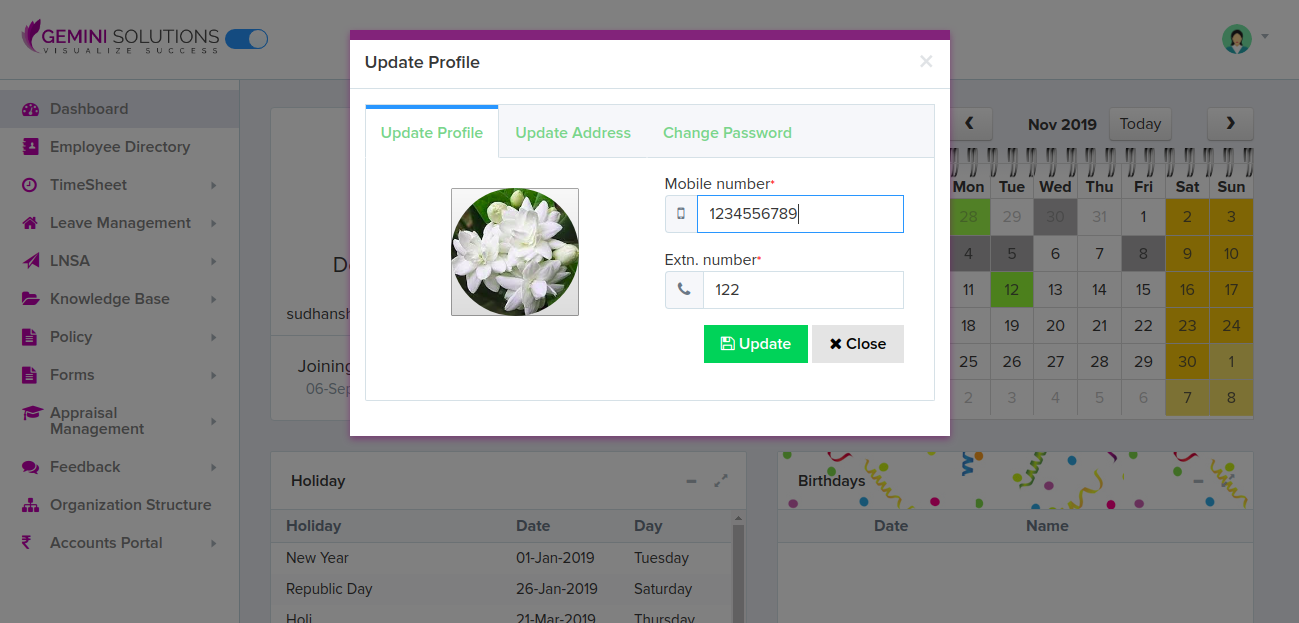 GEMINI SOLUTIONS
VISUALIZE SUCCESS
Dashboard
Employee Directory
TimeSheet
Leave Management
LNSA
Knowledge Base
Policy
Forms
Appraisal
Management
Feedback
Organization Structure
Accounts Portal
Update Profile
×
Update Profile Update Address Change Password
Mobile number*
1234556789
Extn. number*
122
Update Close
sudhansh
Joining
06-Sep
Nov 2019 Today
Mon Tue Wed Thu Fri Sat Sun
28 29 30 31 1 2 3
4 5 6 7 8 9 10
11 12 13 14 15 16 17
18 19 20 21 22 23 24
25 26 27 28 29 30 1
2 3 4 5 6 7 8
Holiday
Holiday Date Day
New Year 01-Jan-2019 Tuesday
Republic Day 26-Jan-2019 Saturday
Holi 21-Mar-2019 Thursday
Birthdays
Date Name